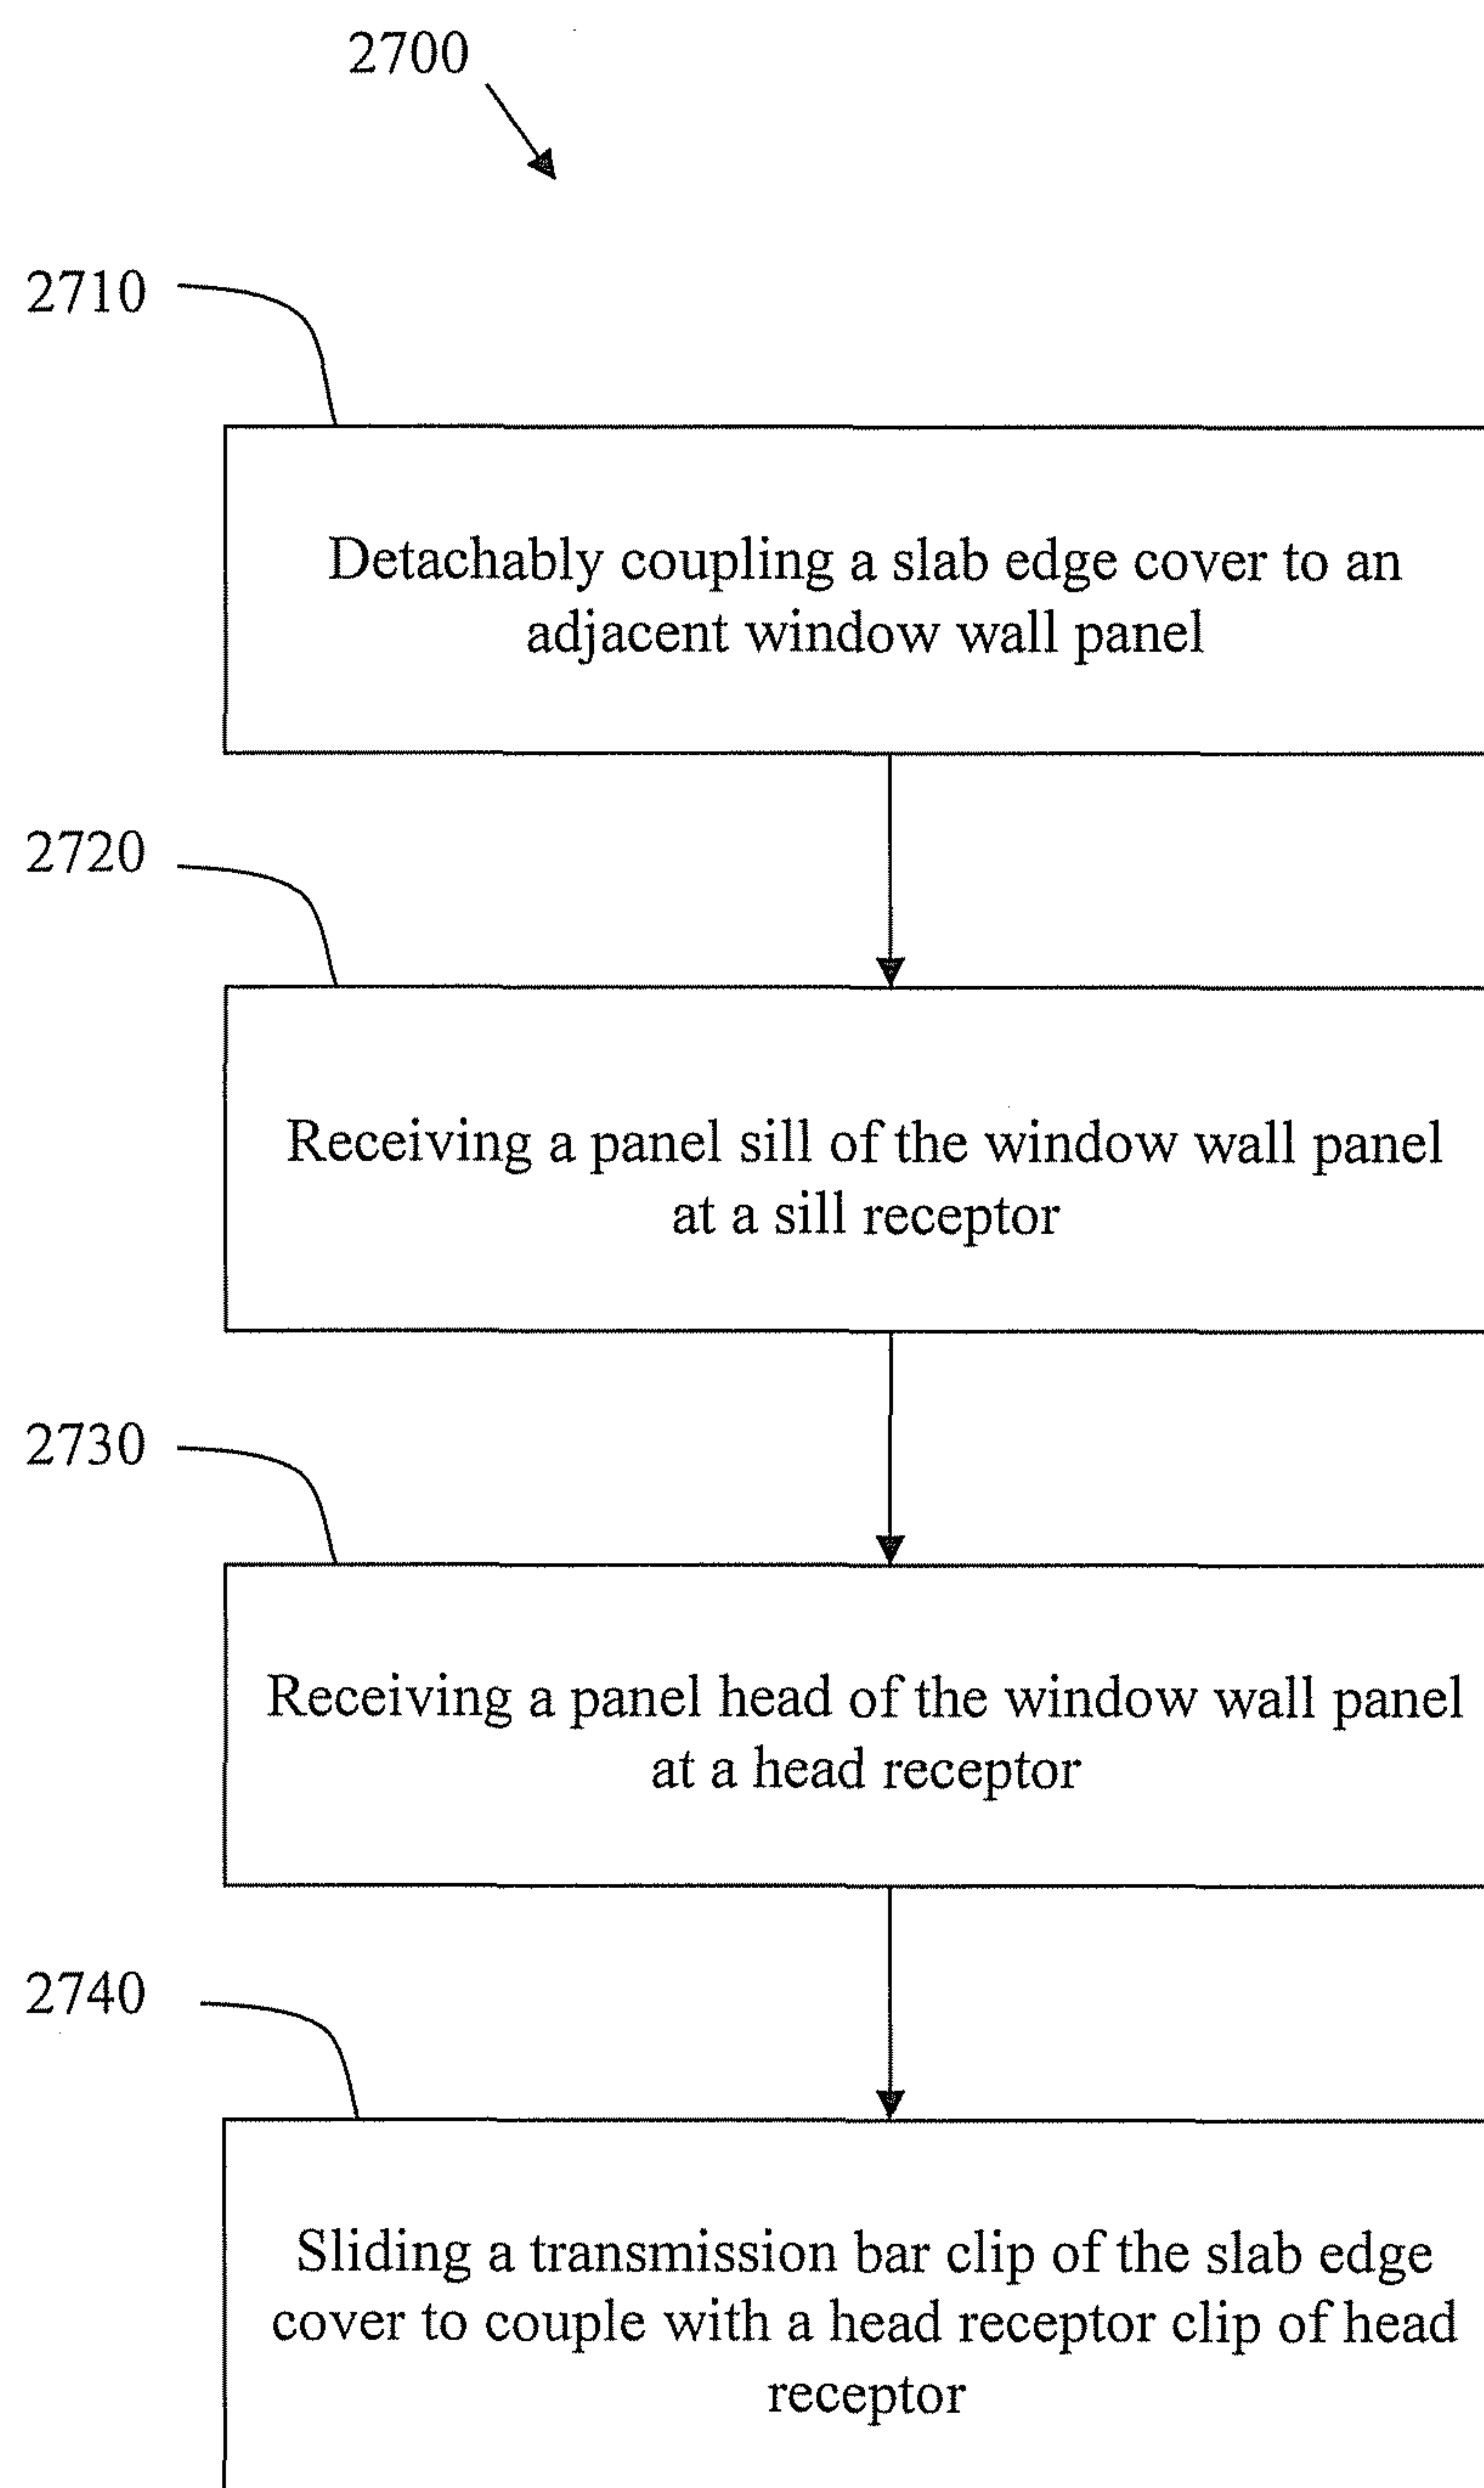 2700
2710
Detachably coupling a slab edge cover to an
adjacent window wall panel
2720
Receiving a panel sill of the window wall panel
at a sill receptor
2730
Receiving a panel head of the window wall panel
at a head receptor
2740
Sliding a transmission bar clip of the slab edge
cover to couple with a head receptor clip of head
receptor